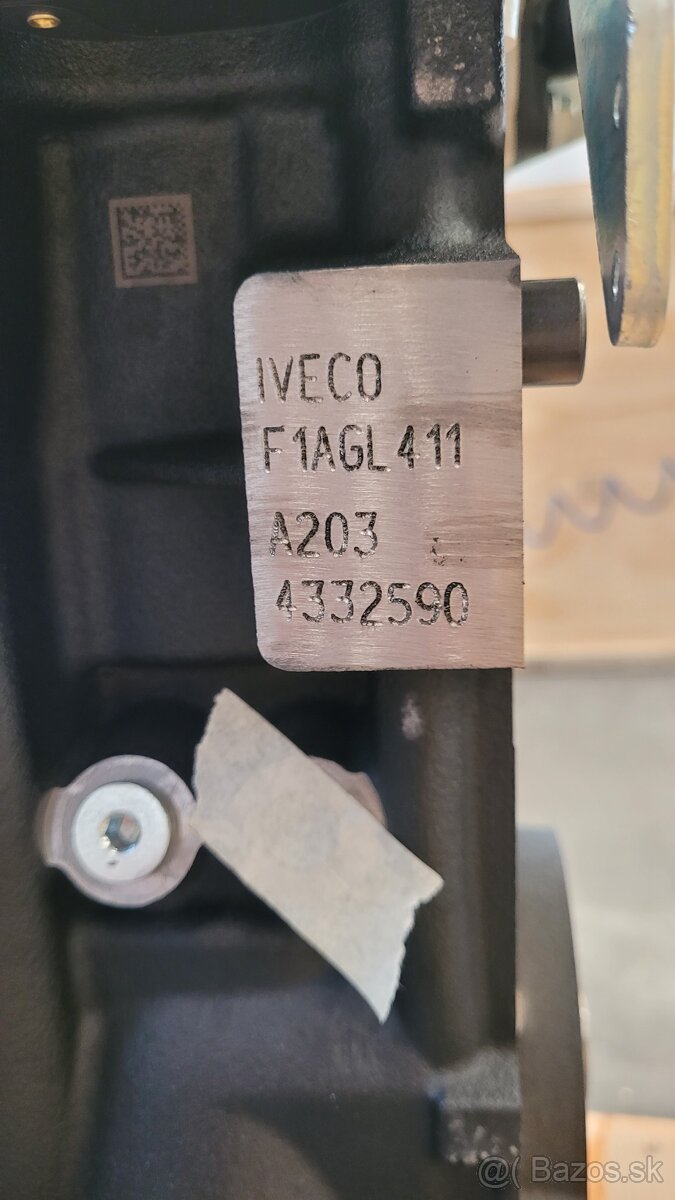 IVECO
F1AGL411
A203
4332590
@( Bazos.sk